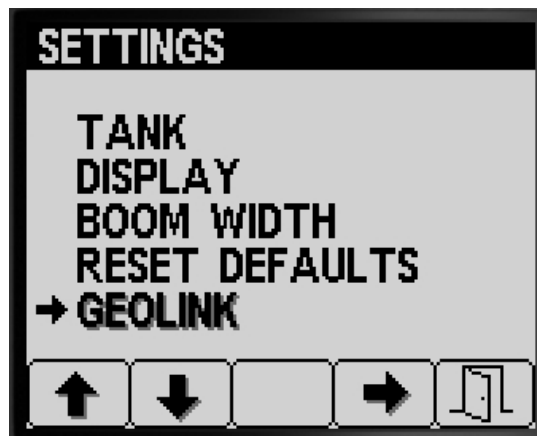 SETTINGS
TANK
DISPLAY
BOOM WIDTH
RESET DEFAULTS
GEOLINK